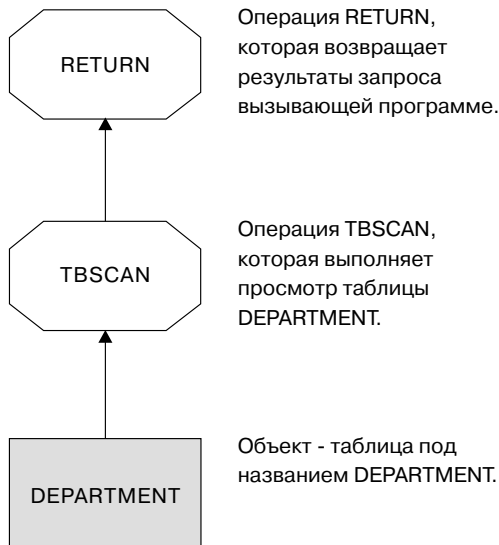 RETURN
Операция RETURN,
которая возвращает
результаты запроса
вызывающей программе.
TBSCAN
Операция TBSCAN,
которая выполняет
просмотр таблицы
DEPARTMENT.
DEPARTMENT
Объект - таблица под
названием DEPARTMENT.